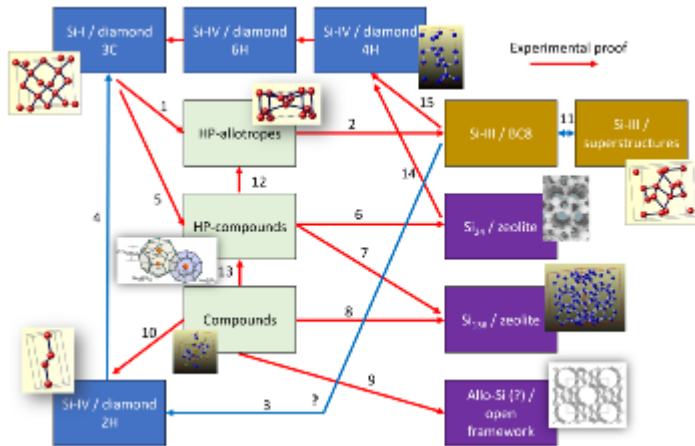 Si-I / diamond
3C
Si-IV / diamond
6H
Si-IV / diamond
4H
Experimental proof
1
HP-allotropes
2
15
Si-III / BC8
11
Si-III /
superstructures
12
14
4
5
HP-compounds
6
Si24 / zeolite
7
13
Compounds
8
Si136 / zeolite
10
9
Si-IV / diamond
2H
3
?
Allo-Si (?) /
open
framework